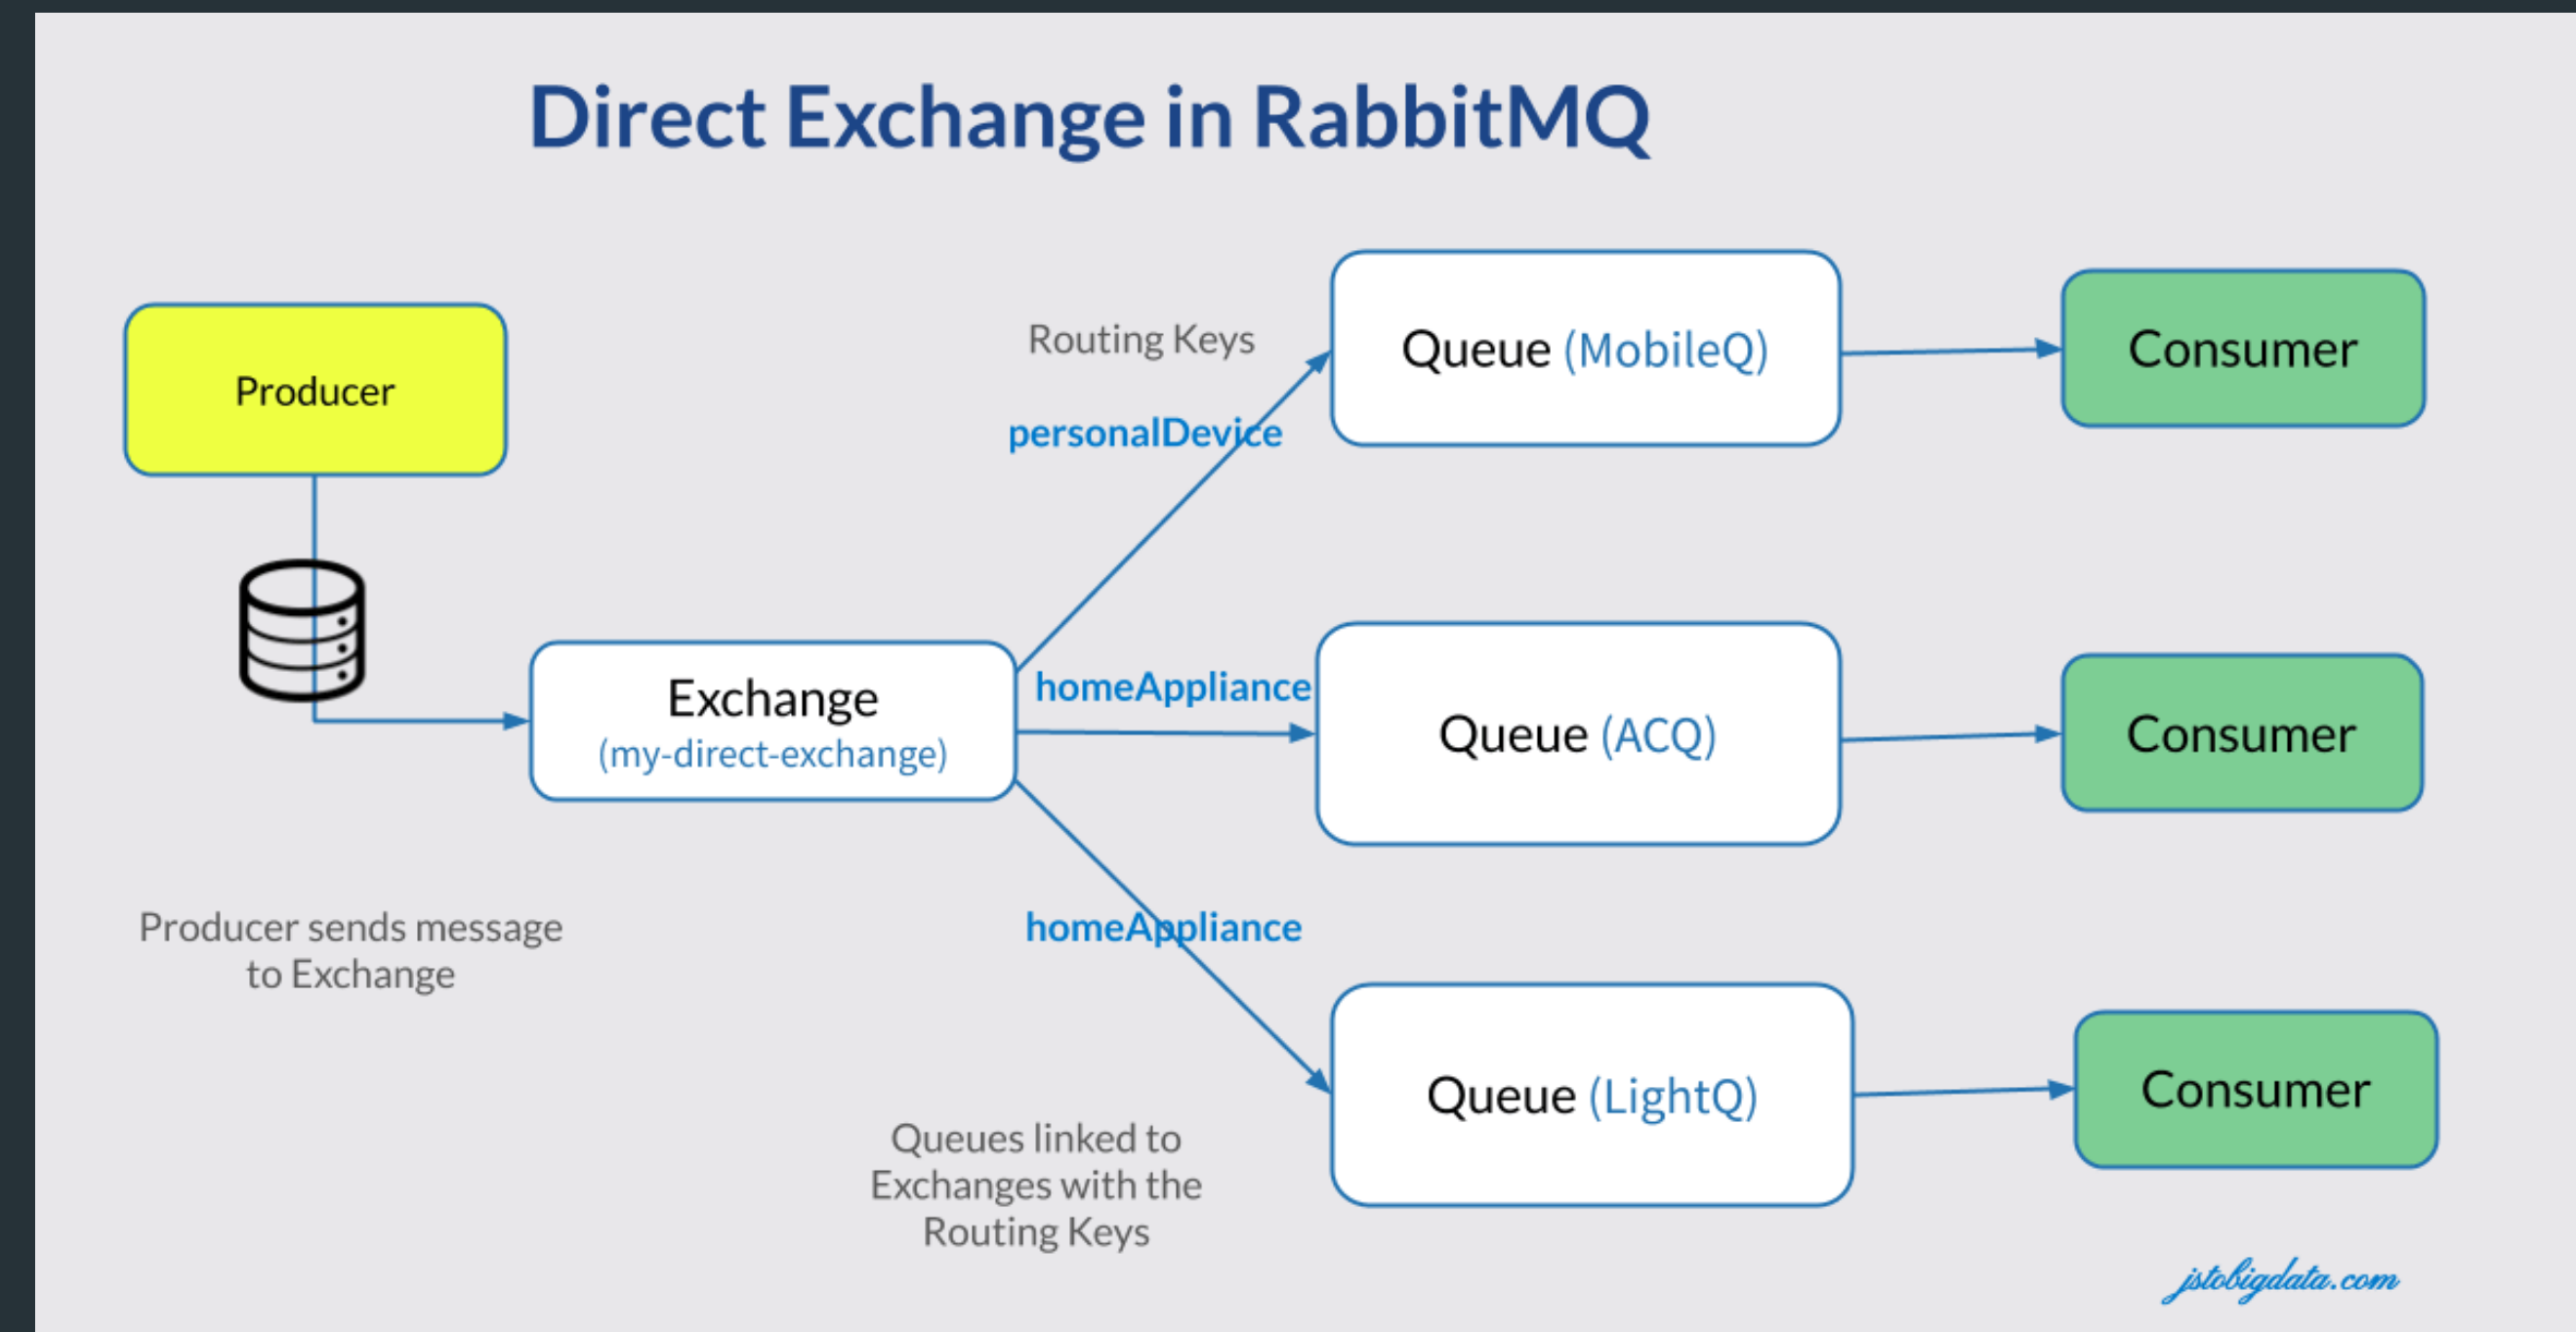 Direct Exchange in RabbitMQ
Producer
Routing Keys
personalDevice
Queue (MobileQ)
Consumer
Exchange
(my-direct-exchange)
homeAppliance
Queue (ACQ)
Consumer
Producer sends message
to Exchange
homeAppliance
Queue (LightQ)
Consumer
Queues linked to
Exchanges with the
Routing Keys
jstobigdata.com